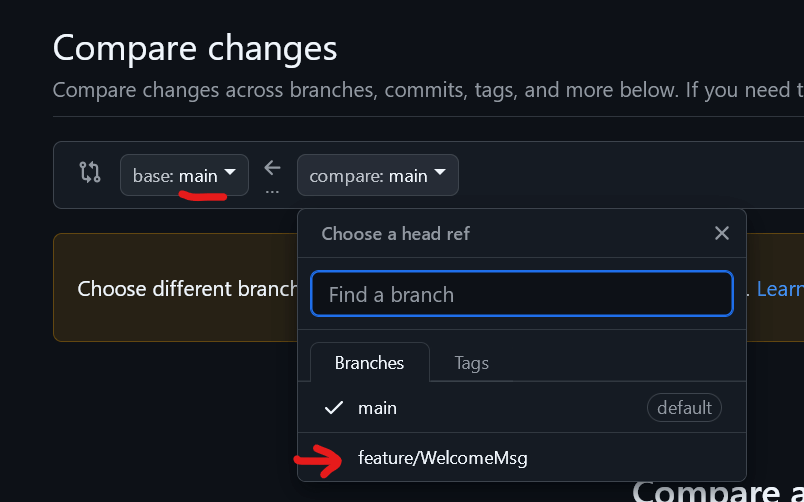 Compare changes
Compare changes across branches, commits, tags, and more below. If you need t
base: main
compare: main
...
Choose a head ref
Choose different branch
. Learn
Find a branch
Branches
Tags
main
default
feature/WelcomeMsg
Compare a